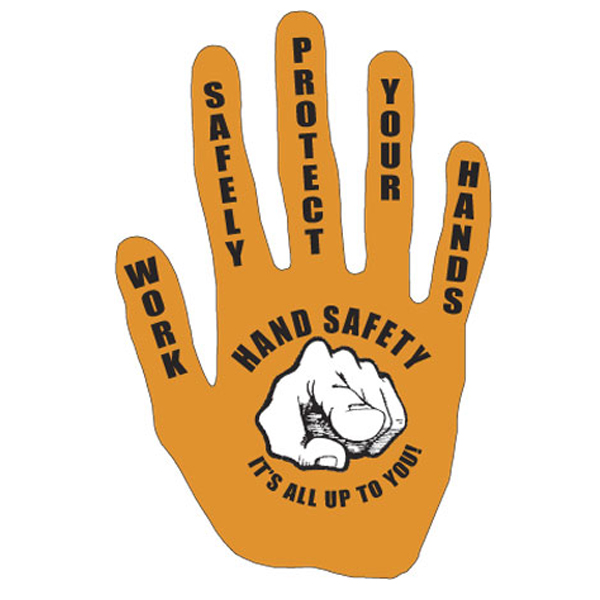 WORK
SAFELY
PROTECT
YOUR
HANDS
HAND SAFETY
IT'S ALL UP TO YOU!